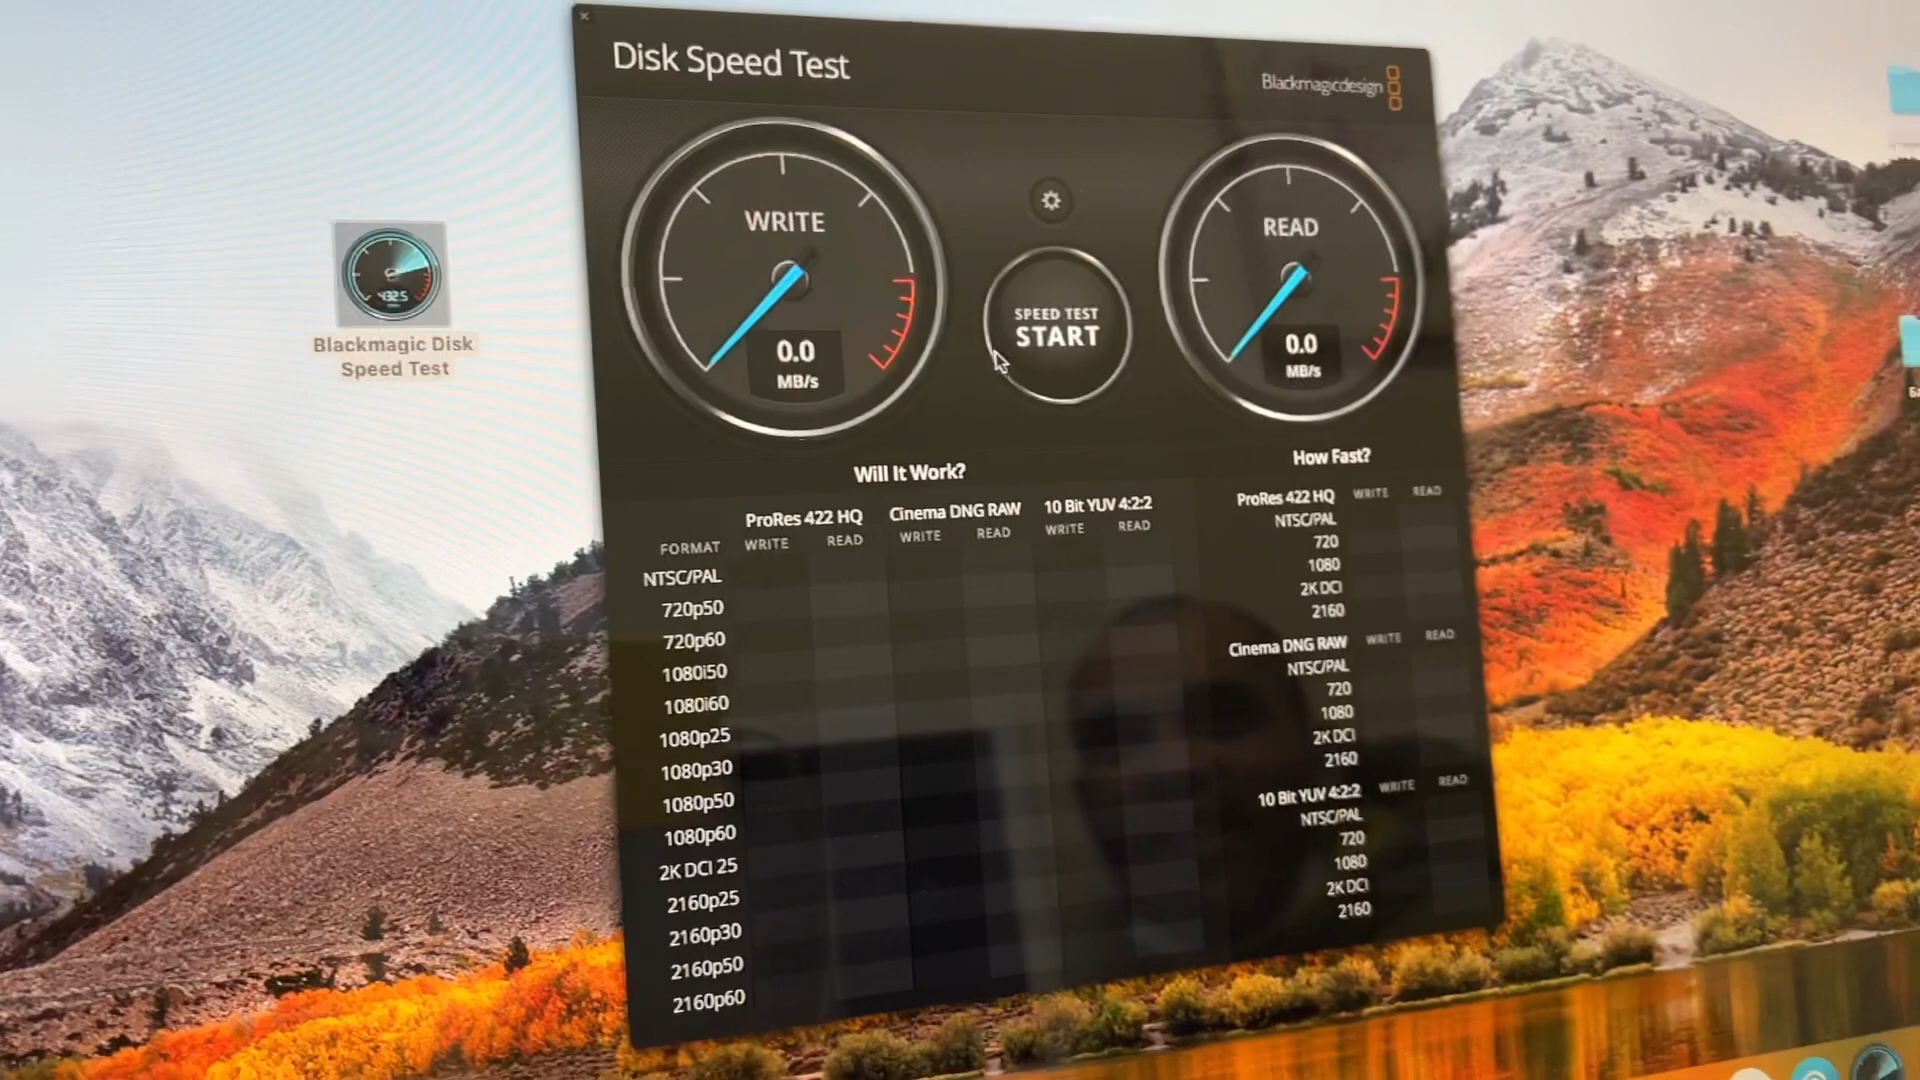 Disk Speed Test
Blackmagicdesign
WRITE
0.0
MB/s
SPEED TEST
START
READ
0.0
MB/s
432.5
Blackmagic Disk
Speed Test
Will It Work?
ProRes 422 HQ Cinema DNG RAW 10 Bit YUV 4:2:2
FORMAT WRITE READ WRITE READ WRITE READ
NTSC/PAL
720p50
720p60
1080i50
1080i60
1080p25
1080p30
1080p50
1080p60
2K DCI 25
2160p25
2160p30
2160p50
2160p60
How Fast?
ProRes 422 HQ WRITE READ
NTSC/PAL
720
1080
2K DCI
2160
Cinema DNG RAW WRITE READ
NTSC/PAL
720
1080
2K DCI
2160
10 Bit YUV 4:2:2 WRITE READ
NTSC/PAL
720
1080
2K DCI
2160